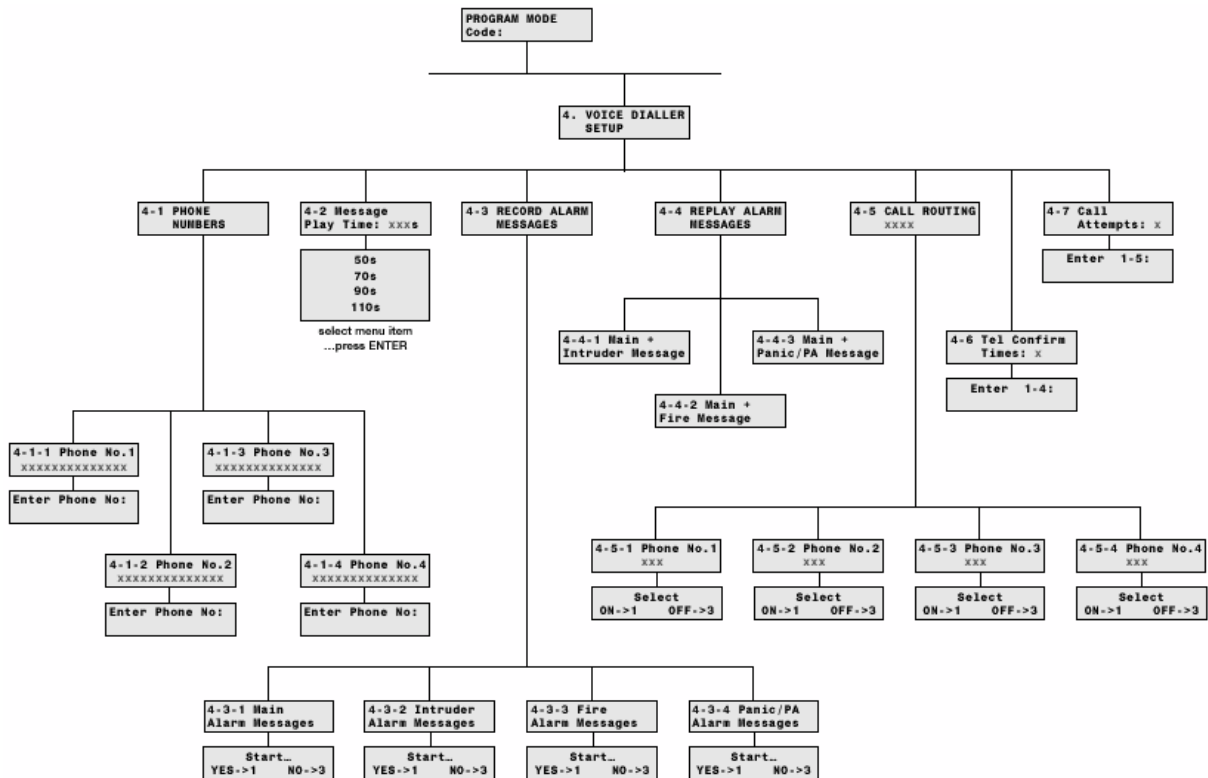 PROGRAM MODE
Code:
4. VOICE DIALLER
SETUP
4-1 PHONE
NUMBERS
4-2 Message
Play Time: xxxs
50s
70s
90s
110s
select menu item
...press ENTER
4-3 RECORD ALARM
MESSAGES
4-4 REPLAY ALARM
MESSAGES
4-5 CALL ROUTING
xxxx
4-7 Call
Attempts: x
Enter 1-5:
4-4-1 Main +
Intruder Message
4-4-3 Main +
Panic/PA Message
4-4-2 Main +
Fire Message
4-6 Tel Confirm
Times: x
Enter 1-4:
4-1-1 Phone No.1
xxxxxxxxxxxxxx
Enter Phone No:
4-1-3 Phone No.3
xxxxxxxxxxxxxx
Enter Phone No:
4-1-2 Phone No.2
xxxxxxxxxxxxxx
Enter Phone No:
4-1-4 Phone No.4
xxxxxxxxxxxxxx
Enter Phone No:
4-5-1 Phone No.1
xxx
Select
ON->1 OFF->3
4-5-2 Phone No.2
xxx
Select
ON->1 OFF->3
4-5-3 Phone No.3
xxx
Select
ON->1 OFF->3
4-5-4 Phone No.4
xxx
Select
ON->1 OFF->3
4-3-1 Main
Alarm Messages
Start…
YES->1 NO->3
4-3-2 Intruder
Alarm Messages
Start…
YES->1 NO->3
4-3-3 Fire
Alarm Messages
Start…
YES->1 NO->3
4-3-4 Panic/PA
Alarm Messages
Start…
YES->1 NO->3